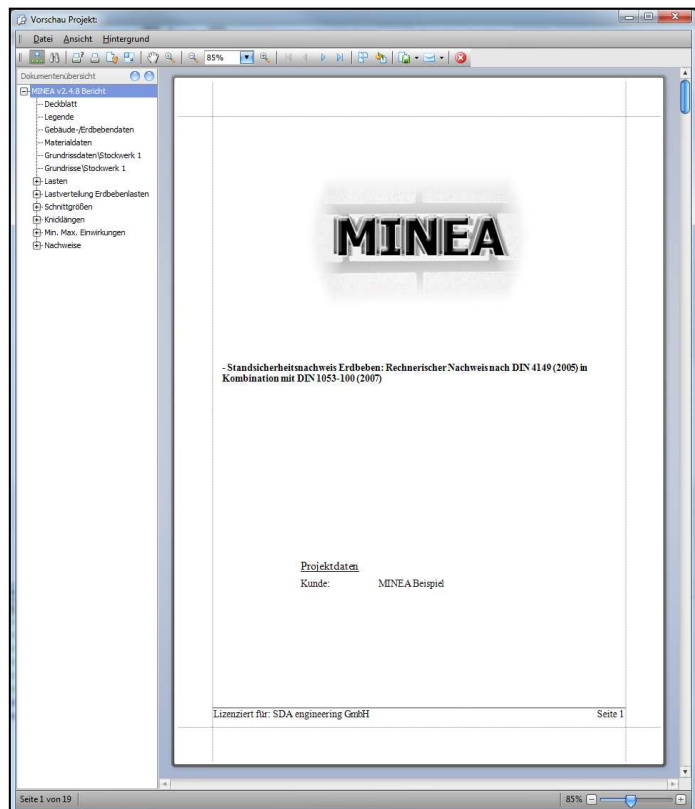 Vorschau Projekt:
Datei Ansicht Hintergrund
85%
Dokumentenübersicht
MINEA v2.4.8 Bericht
Deckblatt
Legende
Gebäude-/Erdbebendaten
Materialdaten
Grundrissdaten\Stockwerk 1
Grundrisse\Stockwerk 1
Lasten
Lastverteilung Erdbebenlasten
Schnittgrößen
Knicklängen
Min. Max. Einwirkungen
Nachweise
MINEA
- Standsicherheitsnachweis Erdbeben: Rechnerischer Nachweis nach DIN 4149 (2005) in
Kombination mit DIN 1053-100 (2007)
Projektdaten
Kunde: MINEA Beispiel
Lizenziert für: SDA engineering GmbH Seite 1
Seite 1 von 19 85%